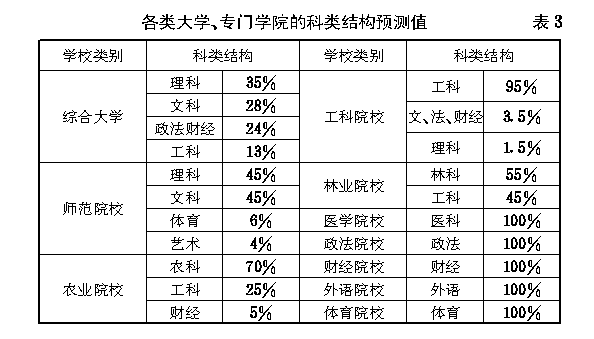 各类大学、专门学院的科类结构预测值 表3
学校类别 科类结构 学校类别 科类结构
综合大学 理科 35% 工科院校 工科 95%
文科 28% 文、法、财经 3.5%
政法财经 24% 理科 1.5%
工科 13%
师范院校 理科 45% 林业院校 林科 55%
文科 45% 工科 45%
体育 6% 医学院校 医科 100%
艺术 4% 政法院校 政法 100%
农业院校 农科 70% 财经院校 财经 100%
工科 25% 外语院校 外语 100%
财经 5% 体育院校 体育 100%